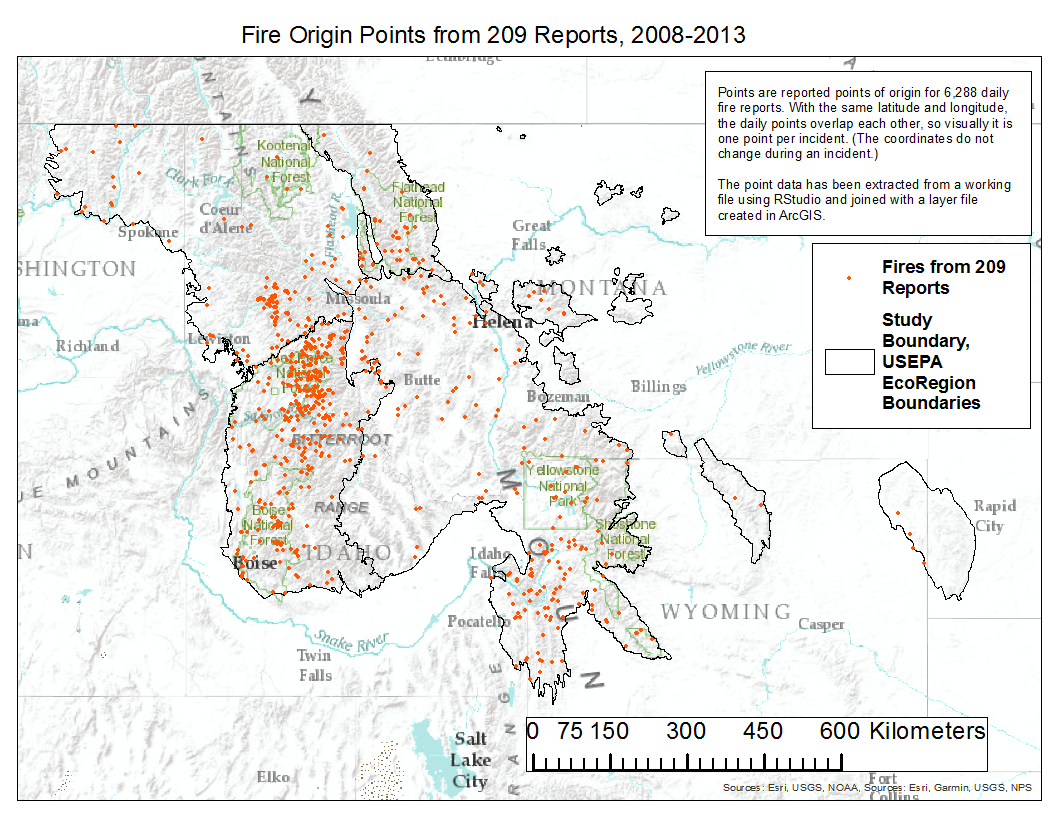 Fire Origin Points from 209 Reports, 2008-2013
Points are reported points of origin for 6,288 daily
fire reports. With the same latitude and longitude,
the daily points overlap each other, so visually it is
one point per incident. (The coordinates do not
change during an incident.)
The point data has been extracted from a working
file using RStudio and joined with a layer file
created in ArcGIS.
Fires from 209
Reports
Study
Boundary,
USEPA
EcoRegion
Boundaries
Kootenai
National
Forest
Clark Fork
Coeur
d'Alene
Spokane
Flathead R
Flathead
National
Forest
Great
Falls
SHINGTON
MONTANA
Missoula
Helena
Richland
Lewiston
Butte
Billings
Yellowstone River
Bozeman
National
UE MOUNTAINS
BITTERROOT
RANGE
Yellowstone
National
Park
Shoshone
National
Forest
Rapid
City
Boise
National
Forest
IDAHO
Boise
Idaho
Falls
WYOMING
Casper
Pocatello
Snake River
Twin
Falls
M
O
U
N
RANGE
Salt
Lake
City
Elko
Fort
Collins
0 75 150 300 450 600 Kilometers
Sources: Esri, USGS, NOAA, Sources: Esri, Garmin, USGS, NPS